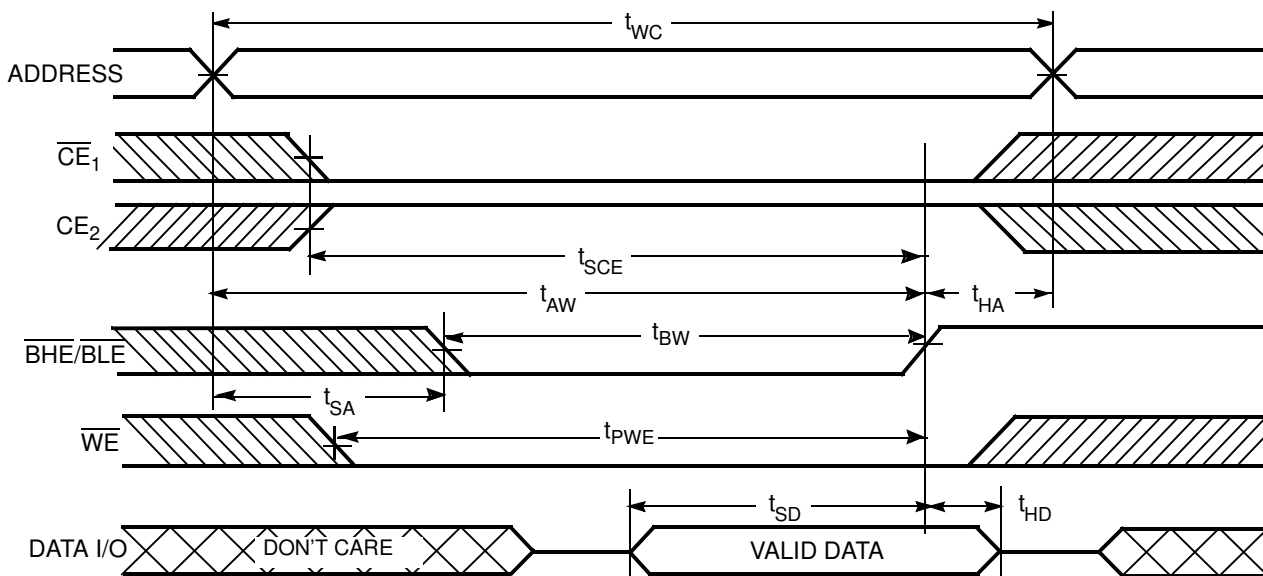 tWC
ADDRESS
CE1
CE2
tSCE
tAW
tHA
BHE/BLE
tBW
tSA
WE
tPWE
tSD
tHD
DATA I/O
DON'T CARE
VALID DATA